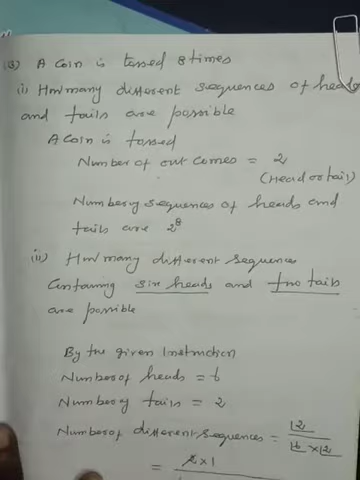 (3) A Coin is tossed 8 times
(i) How many different sequences of heads
and tails are possible
A Coin is tossed
Number of out comes = 2
(Head or tail)
Number of sequences of heads and
tails are 2^8
(ii) How many different sequences
Containing six heads and two tails
are possible
By the given Instruction
Number of heads = 6
Number of tails = 2
Number of different sequences = |2 / |6 × |2
= 2 × 1